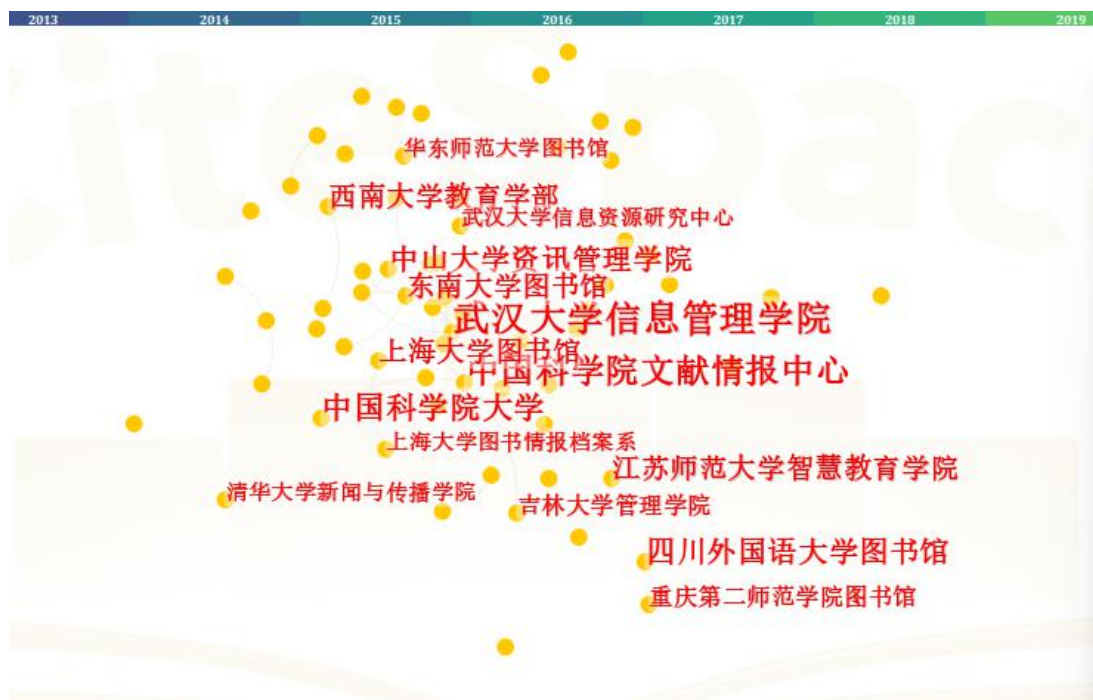 2013 2014 2015 2016 2017 2018 2019
CiteSpac
华东师范大学图书馆
西南大学教育学部
武汉大学信息资源研究中心
中山大学资讯管理学院
东南大学图书馆
武汉大学信息管理学院
上海大学图书馆
中国科学院文献情报中心
中国科学院大学
上海大学图书情报档案系
江苏师范大学智慧教育学院
清华大学新闻与传播学院
吉林大学管理学院
四川外国语大学图书馆
重庆第二师范学院图书馆